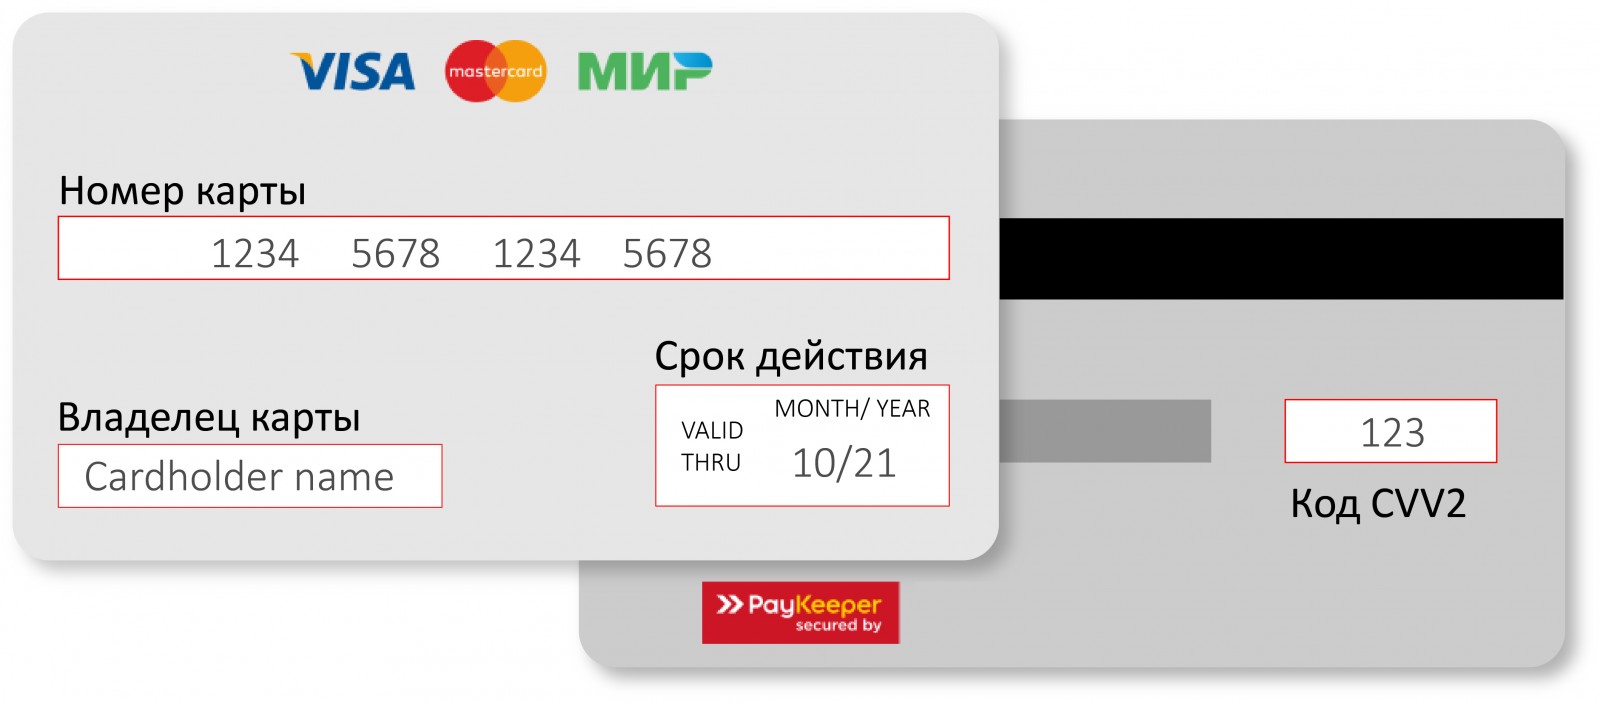 VISA mastercard МИР
Номер карты
1234 5678 1234 5678
Срок действия
MONTH/ YEAR
VALID THRU 10/21
Владелец карты
Cardholder name
123
Код CVV2
PayKeeper
secured by